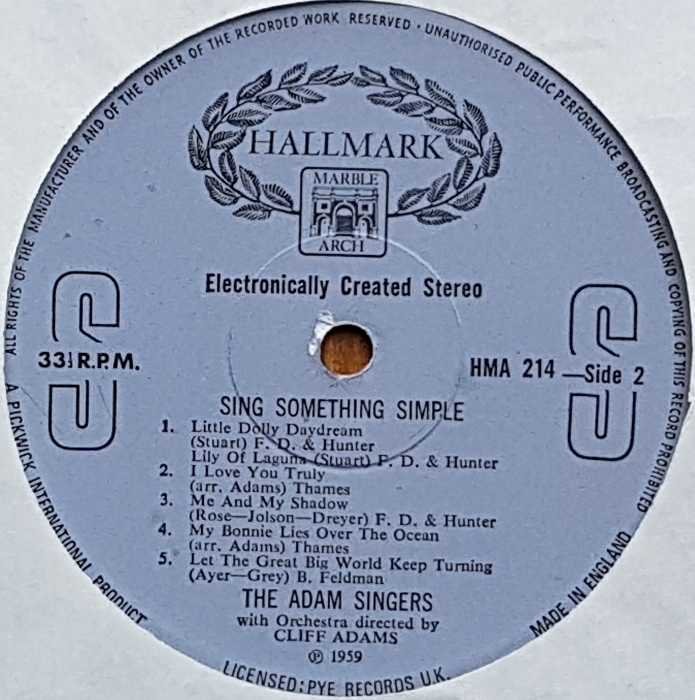 ALL RIGHTS OF THE MANUFACTURER AND OF THE OWNER OF THE RECORDED WORK RESERVED · UNAUTHORISED PUBLIC PERFORMANCE BROADCASTING AND COPYING OF THIS RECORD PROHIBITED
HALLMARK
MARBLE
ARCH
Electronically Created Stereo
33⅓ R.P.M.
HMA 214 — Side 2
SING SOMETHING SIMPLE
1. Little Dolly Daydream
(Stuart) F. D. & Hunter
Lily Of Laguna (Stuart) F. D. & Hunter
2. I Love You Truly
(arr. Adams) Thames
3. Me And My Shadow
(Rose—Jolson—Dreyer) F. D. & Hunter
4. My Bonnie Lies Over The Ocean
(arr. Adams) Thames
5. Let The Great Big World Keep Turning
(Ayer—Grey) B. Feldman
THE ADAM SINGERS
with Orchestra directed by
CLIFF ADAMS
℗ 1959
A PICKWICK INTERNATIONAL PRODUCT
LICENSED: PYE RECORDS U.K.
MADE IN ENGLAND